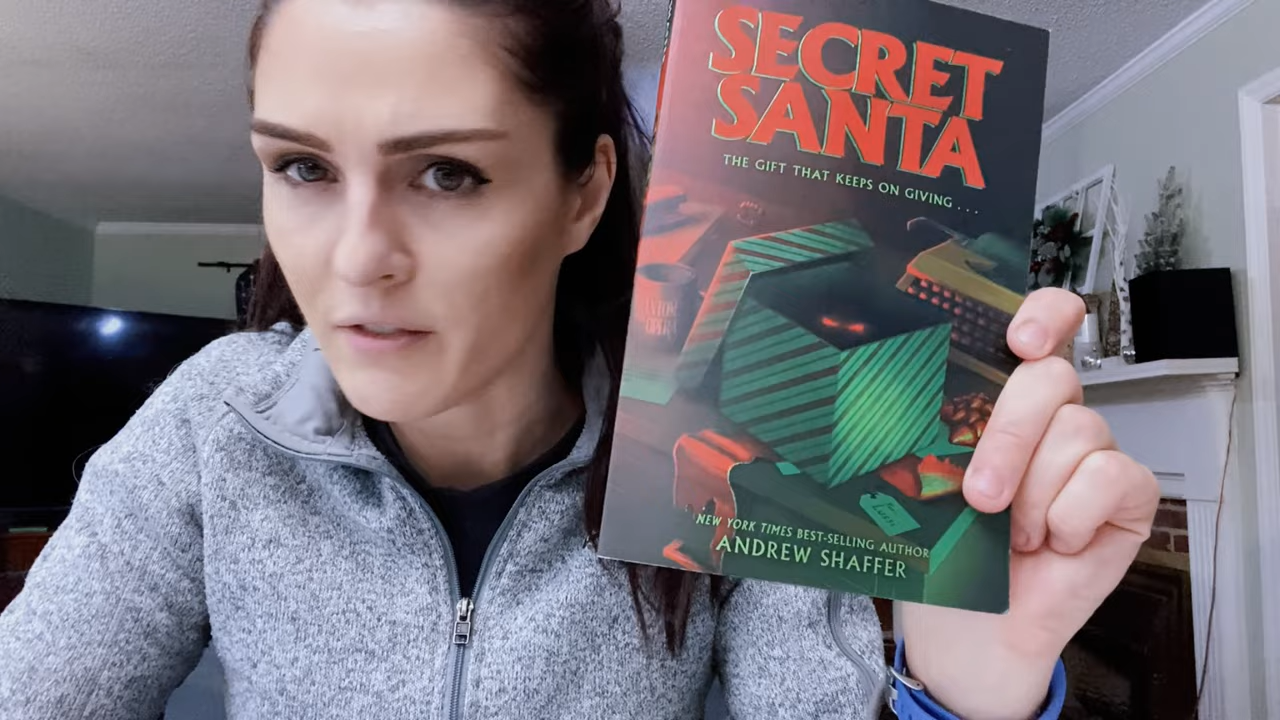 SECRET
SANTA
THE GIFT THAT KEEPS ON GIVING...
NEW YORK TIMES BEST-SELLING AUTHOR
ANDREW SHAFFER